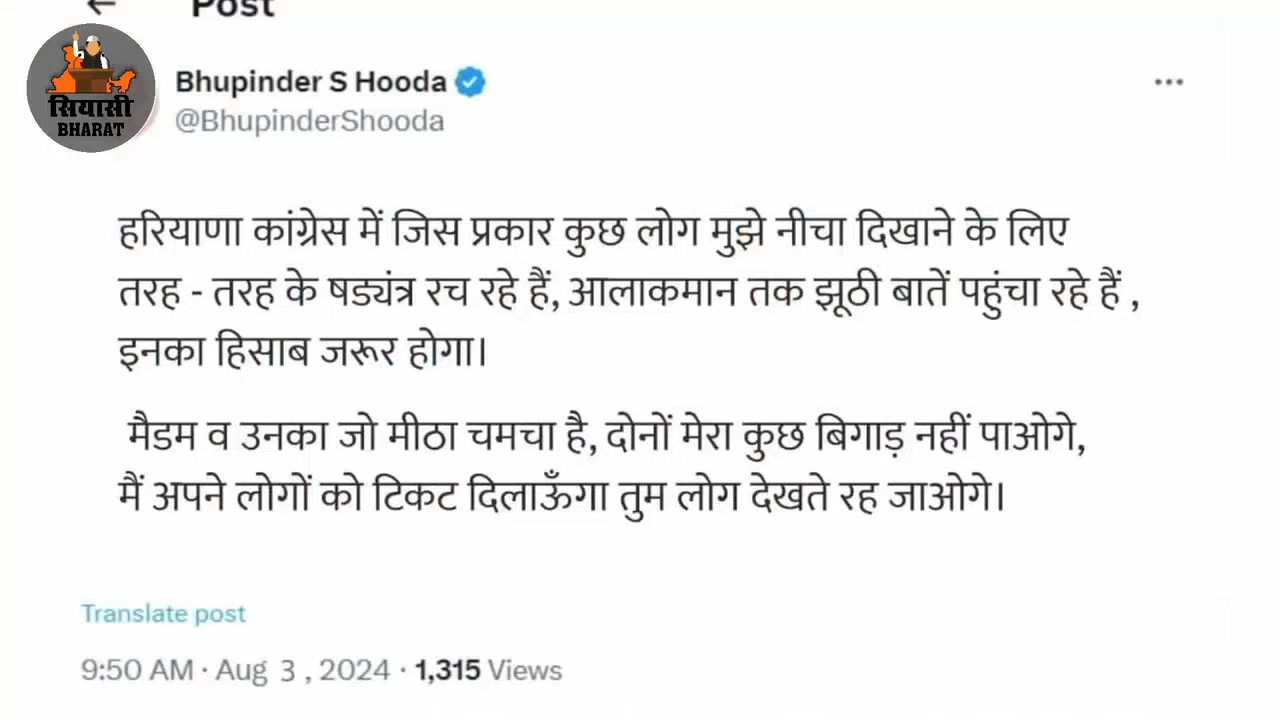 Post
सियासी
BHARAT
Bhupinder S Hooda
@BhupinderShooda
हरियाणा कांग्रेस में जिस प्रकार कुछ लोग मुझे नीचा दिखाने के लिए
तरह - तरह के षड्यंत्र रच रहे हैं, आलाकमान तक झूठी बातें पहुंचा रहे हैं ,
इनका हिसाब जरूर होगा।
मैडम व उनका जो मीठा चमचा है, दोनों मेरा कुछ बिगाड़ नहीं पाओगे,
मैं अपने लोगों को टिकट दिलाऊँगा तुम लोग देखते रह जाओगे।
Translate post
9:50 AM · Aug 3 , 2024 · 1,315 Views